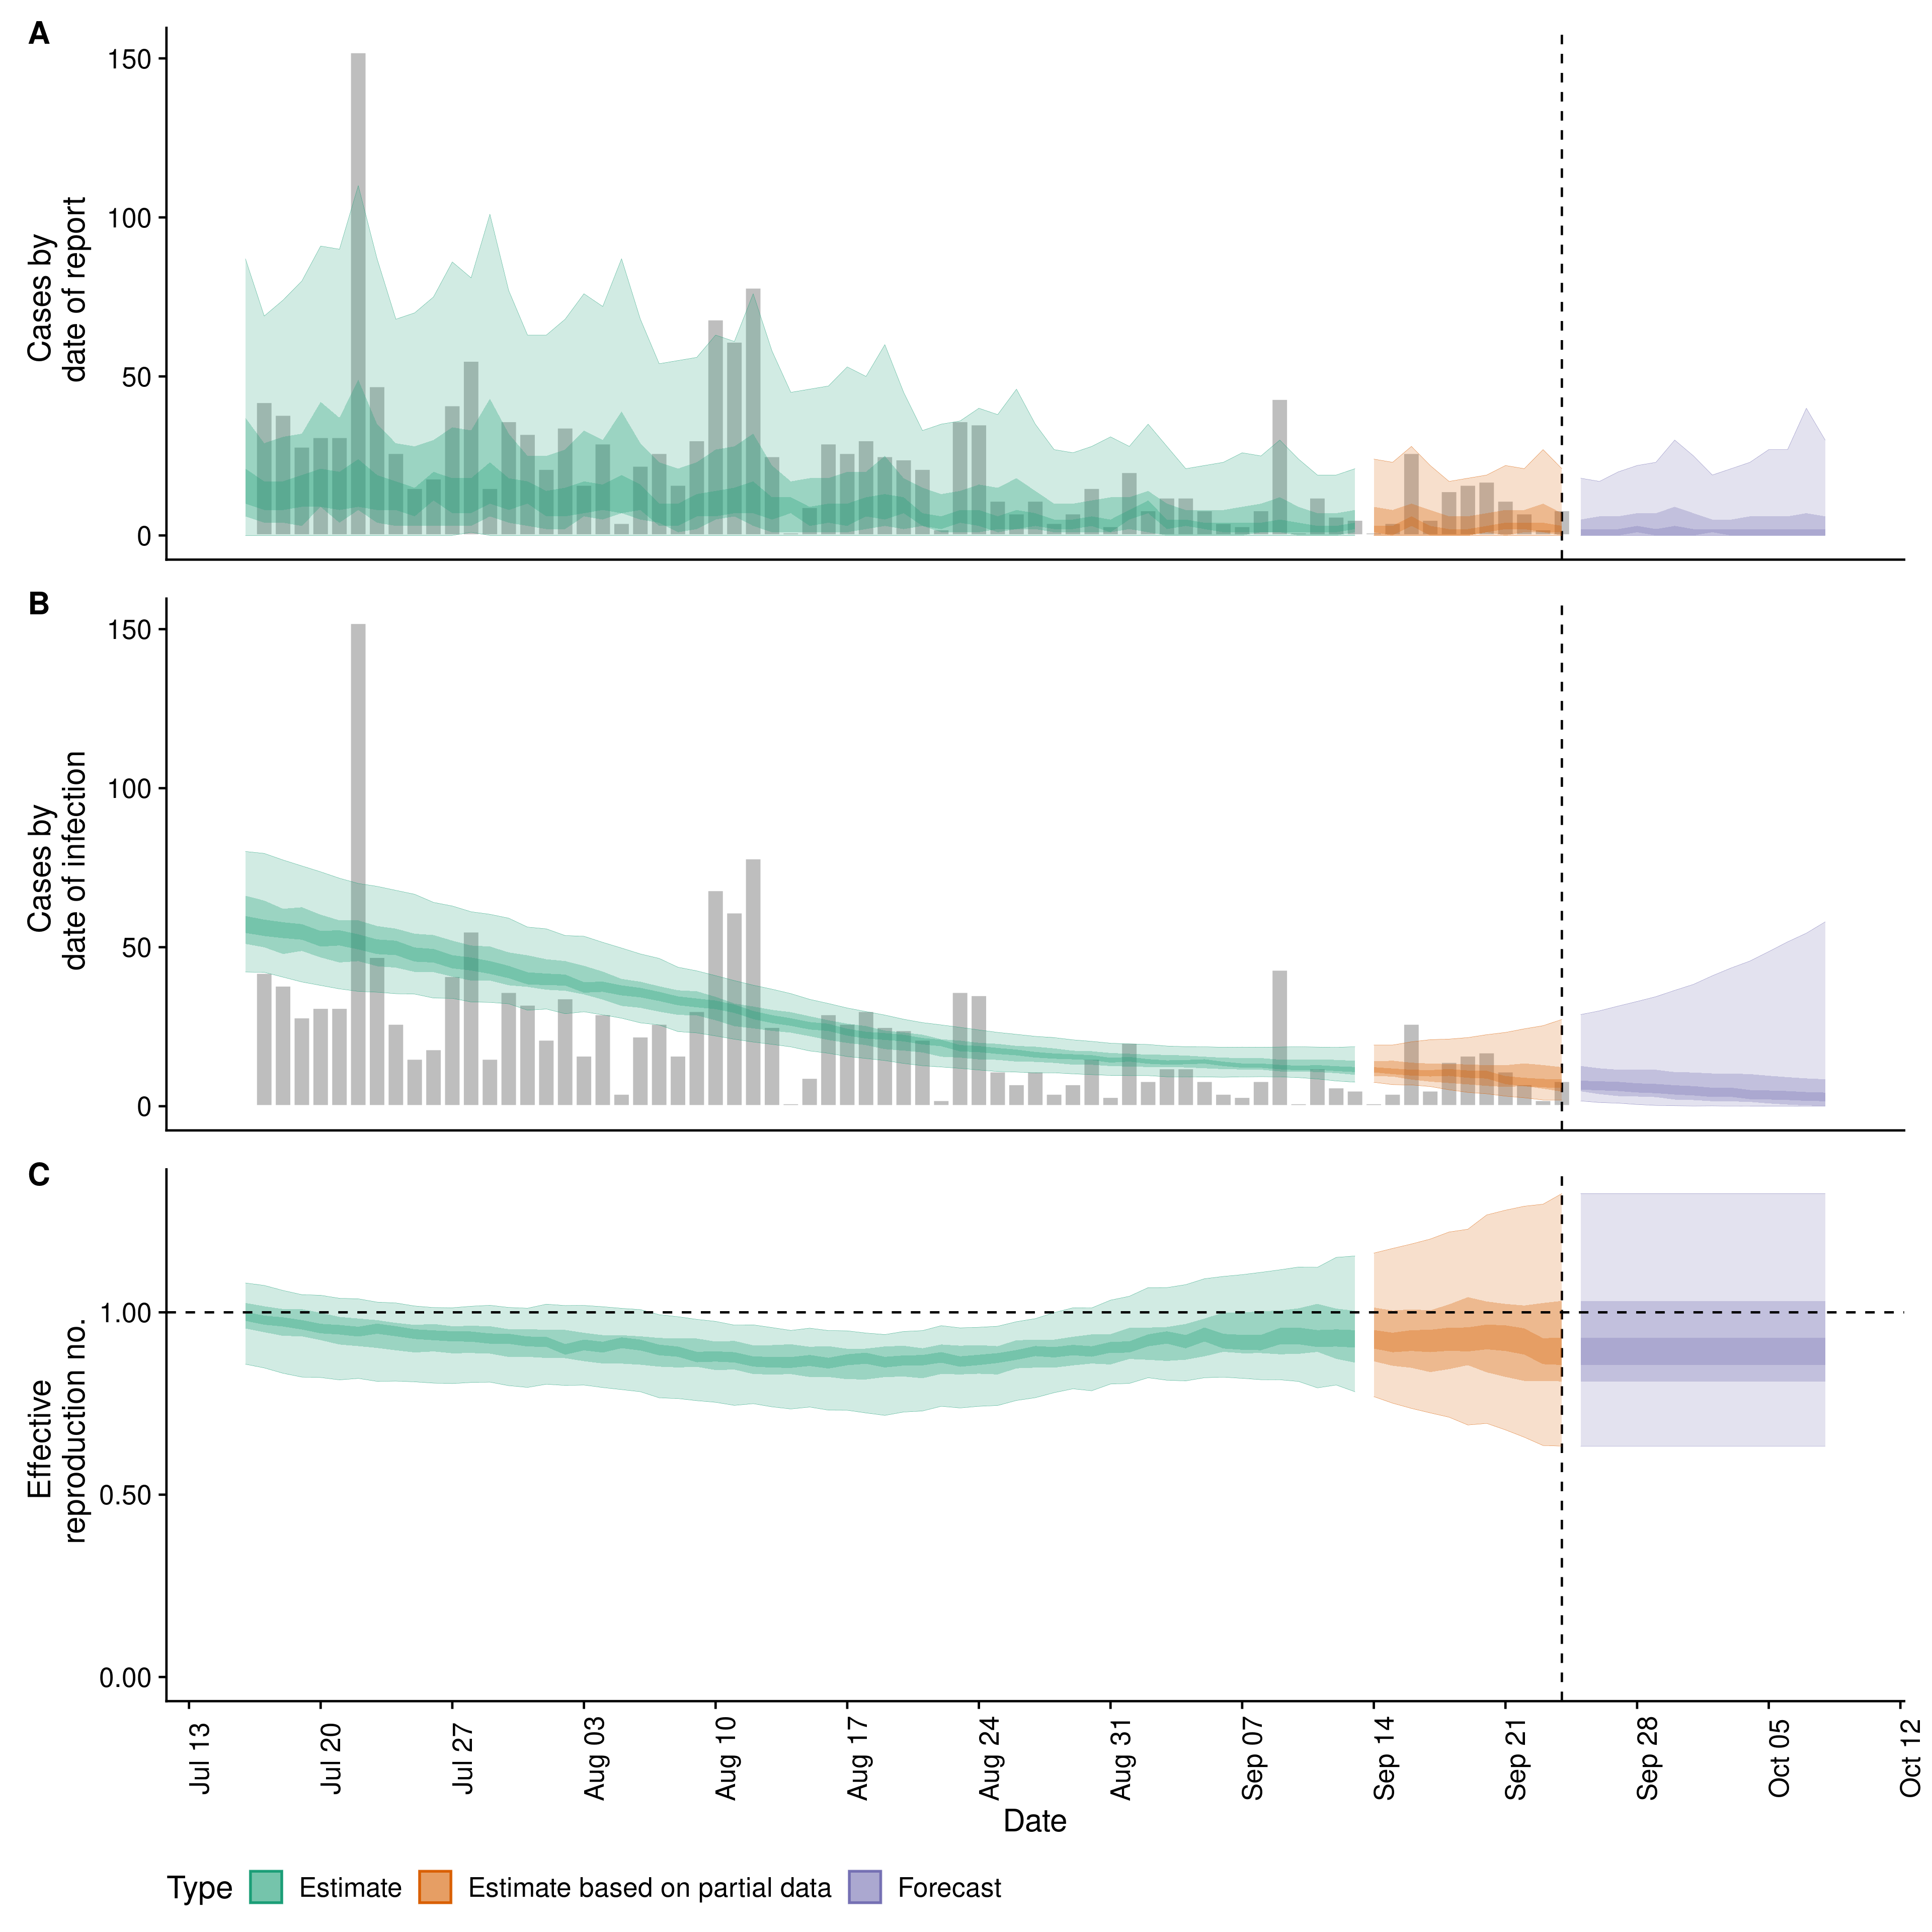 A
Cases by
date of report
150
100
50
0
B
Cases by
date of infection
150
100
50
0
C
Effective
reproduction no.
1.00
0.50
0.00
Jul 13
Jul 20
Jul 27
Aug 03
Aug 10
Aug 17
Aug 24
Aug 31
Sep 07
Sep 14
Sep 21
Sep 28
Oct 05
Oct 12
Date
Type Estimate Estimate based on partial data Forecast